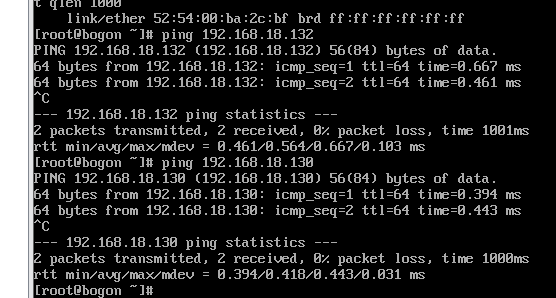 t qlen 1000
    link/ether 52:54:00:ba:2c:bf brd ff:ff:ff:ff:ff:ff
[root@bogon ~]# ping 192.168.18.132
PING 192.168.18.132 (192.168.18.132) 56(84) bytes of data.
64 bytes from 192.168.18.132: icmp_seq=1 ttl=64 time=0.667 ms
64 bytes from 192.168.18.132: icmp_seq=2 ttl=64 time=0.461 ms
^C
--- 192.168.18.132 ping statistics ---
2 packets transmitted, 2 received, 0% packet loss, time 1001ms
rtt min/avg/max/mdev = 0.461/0.564/0.667/0.103 ms
[root@bogon ~]# ping 192.168.18.130
PING 192.168.18.130 (192.168.18.130) 56(84) bytes of data.
64 bytes from 192.168.18.130: icmp_seq=1 ttl=64 time=0.394 ms
64 bytes from 192.168.18.130: icmp_seq=2 ttl=64 time=0.443 ms
^C
--- 192.168.18.130 ping statistics ---
2 packets transmitted, 2 received, 0% packet loss, time 1000ms
rtt min/avg/max/mdev = 0.394/0.418/0.443/0.031 ms
[root@bogon ~]#